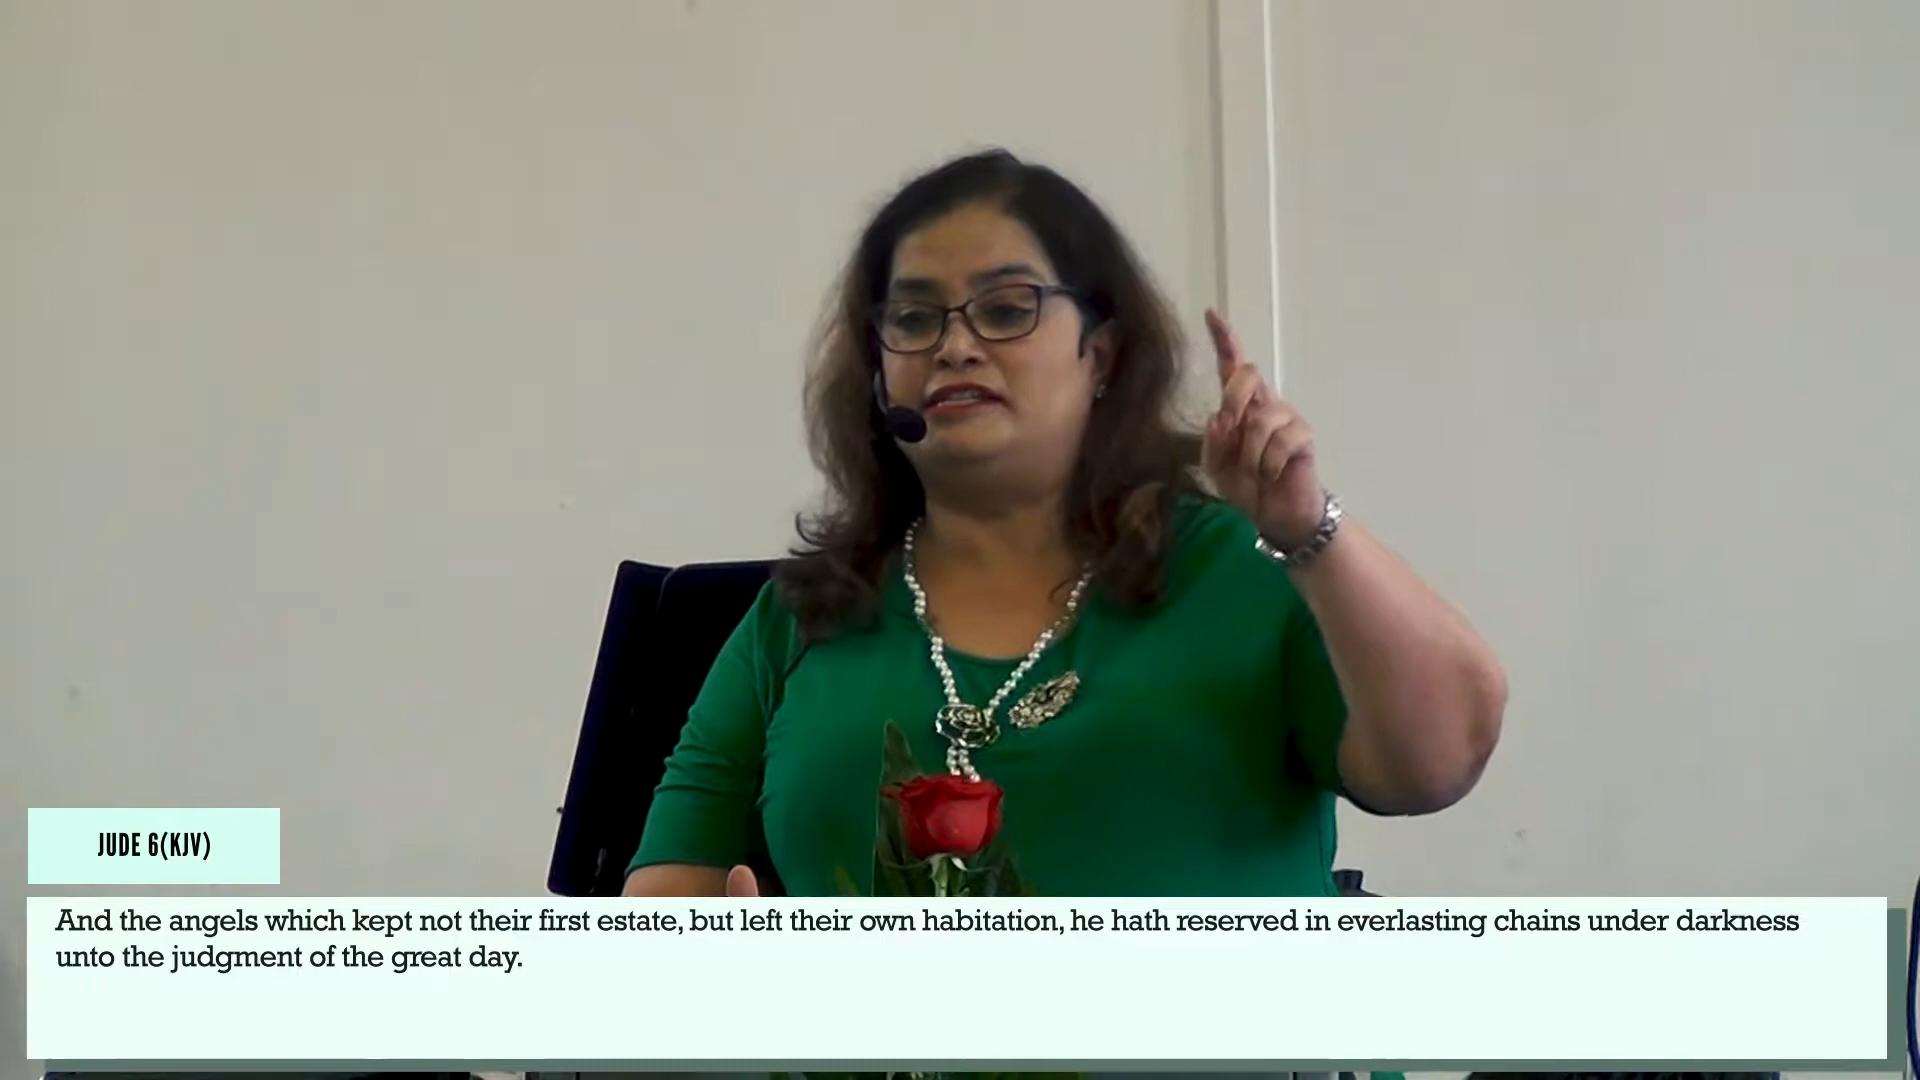 JUDE 6(KJV)
And the angels which kept not their first estate, but left their own habitation, he hath reserved in everlasting chains under darkness
unto the judgment of the great day.